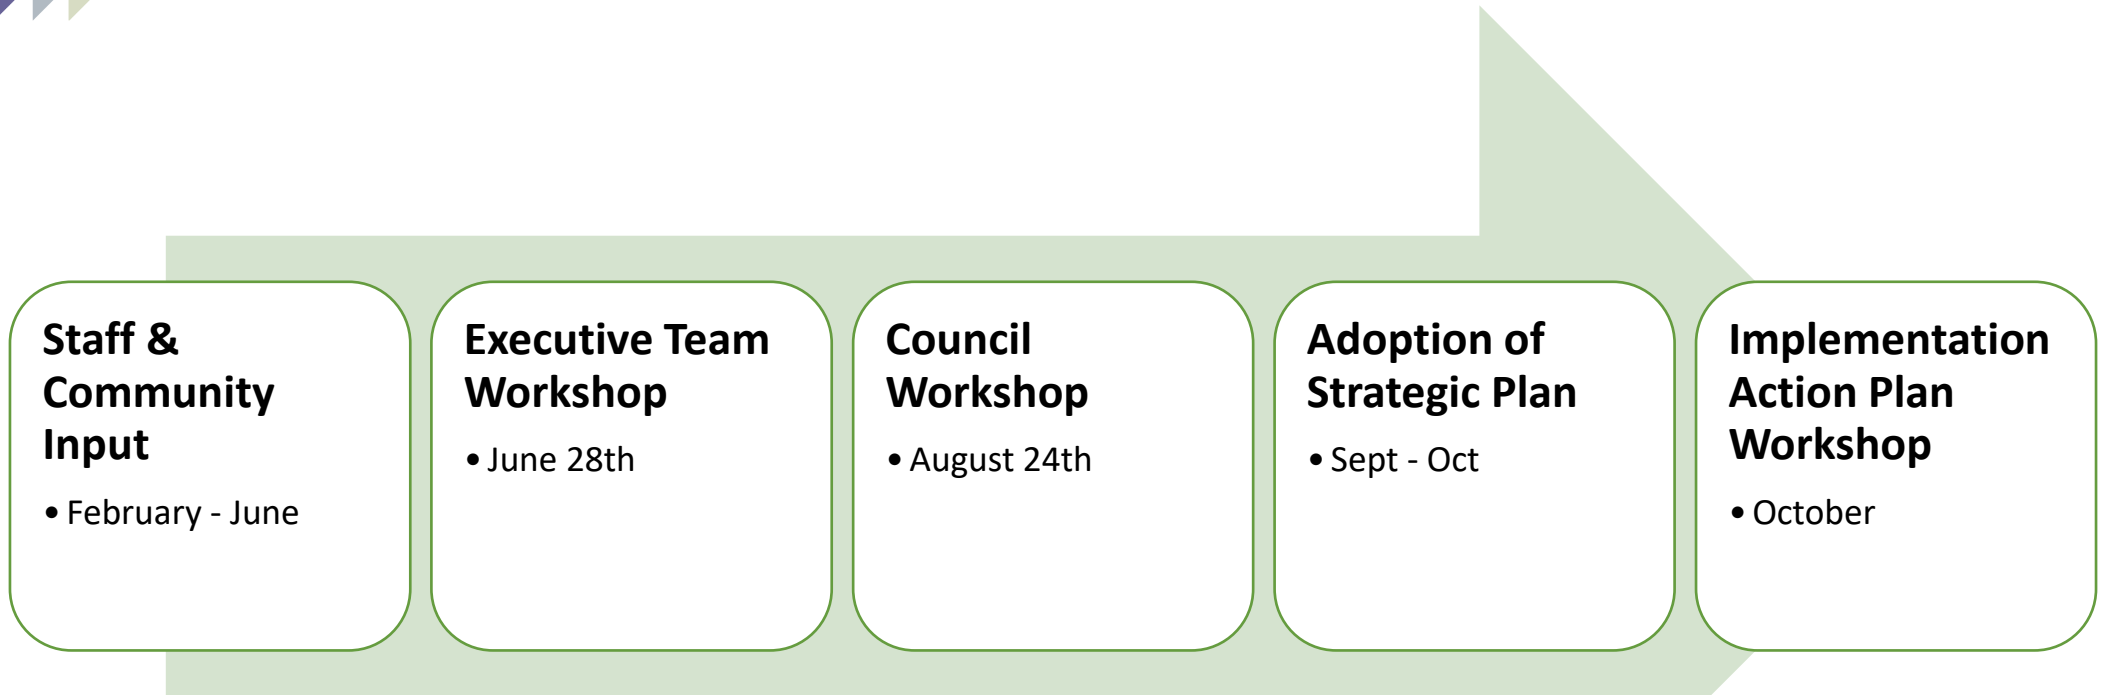 Staff &
Community
Input
• February - June
Executive Team
Workshop
• June 28th
Council
Workshop
• August 24th
Adoption of
Strategic Plan
• Sept - Oct
Implementation
Action Plan
Workshop
• October